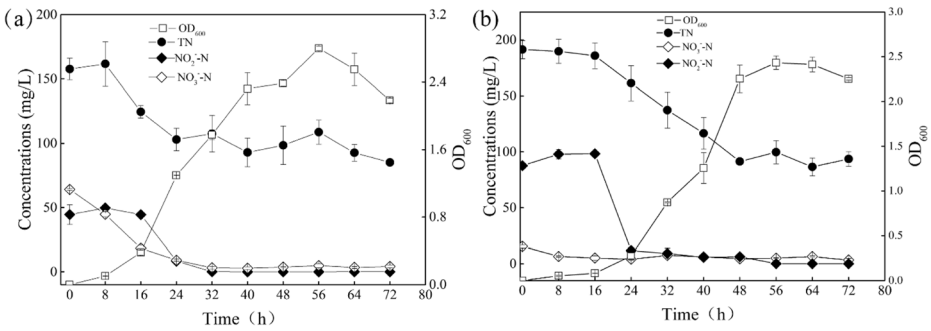 (a)
200
150
100
50
0
Concentrations (mg/L)
OD600
TN
NO2--N
NO3--N
3.2
2.4
1.6
0.8
0.0
OD600
0 8 16 24 32 40 48 56 64 72 80
Time (h)
(b)
200
150
100
50
0
Concentrations (mg/L)
OD600
TN
NO3--N
NO2--N
3.0
2.5
2.0
1.5
1.0
0.5
0.0
OD600
0 8 16 24 32 40 48 56 64 72 80
Time (h)